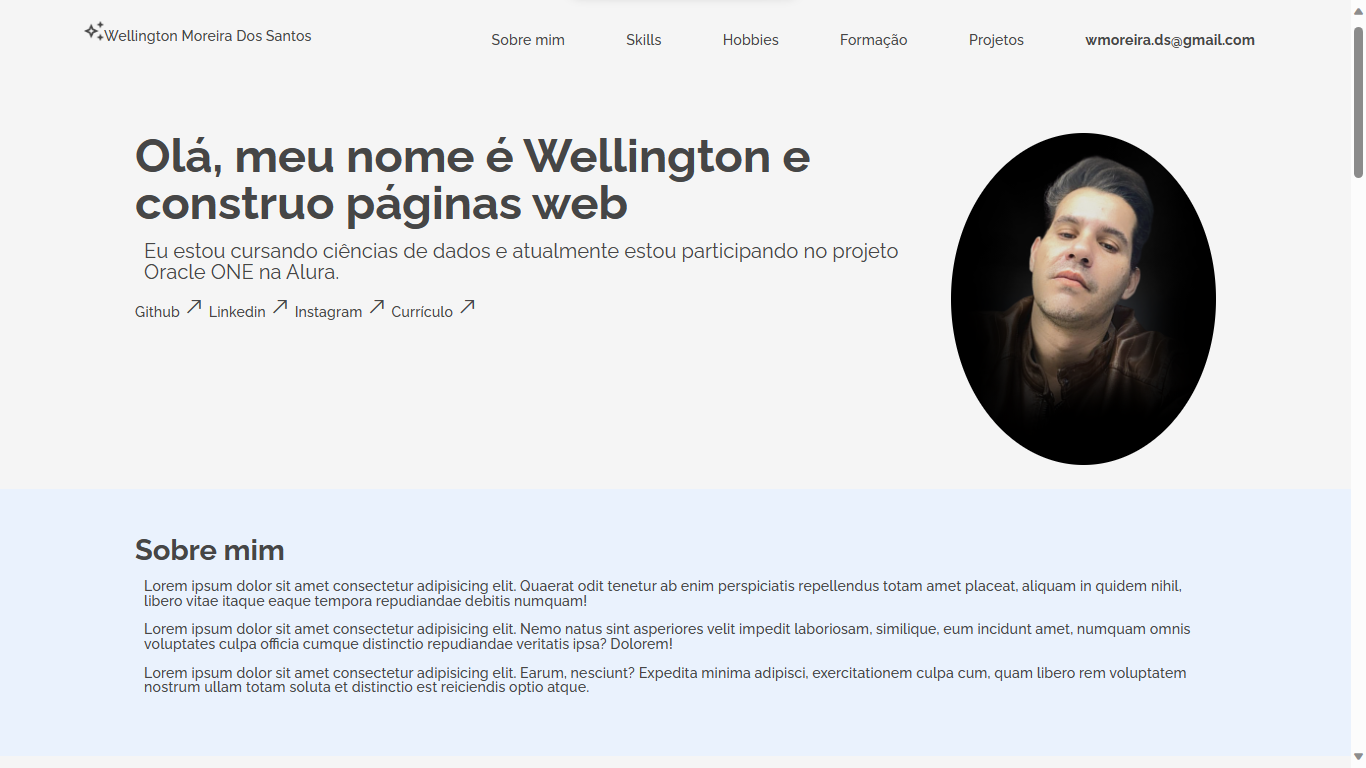 Wellington Moreira Dos Santos
Sobre mim
Skills
Hobbies
Formação
Projetos
wmoreira.ds@gmail.com
Olá, meu nome é Wellington e
construo páginas web
Eu estou cursando ciências de dados e atualmente estou participando no projeto
Oracle ONE na Alura.
Github
Linkedin
Instagram
Currículo
Sobre mim
Lorem ipsum dolor sit amet consectetur adipisicing elit. Quaerat odit tenetur ab enim perspiciatis repellendus totam amet placeat, aliquam in quidem nihil,
libero vitae itaque eaque tempora repudiandae debitis numquam!
Lorem ipsum dolor sit amet consectetur adipisicing elit. Nemo natus sint asperiores velit impedit laboriosam, similique, eum incidunt amet, numquam omnis
voluptates culpa officia cumque distinctio repudiandae veritatis ipsa? Dolorem!
Lorem ipsum dolor sit amet consectetur adipisicing elit. Earum, nesciunt? Expedita minima adipisci, exercitationem culpa cum, quam libero rem voluptatem
nostrum ullam totam soluta et distinctio est reiciendis optio atque.